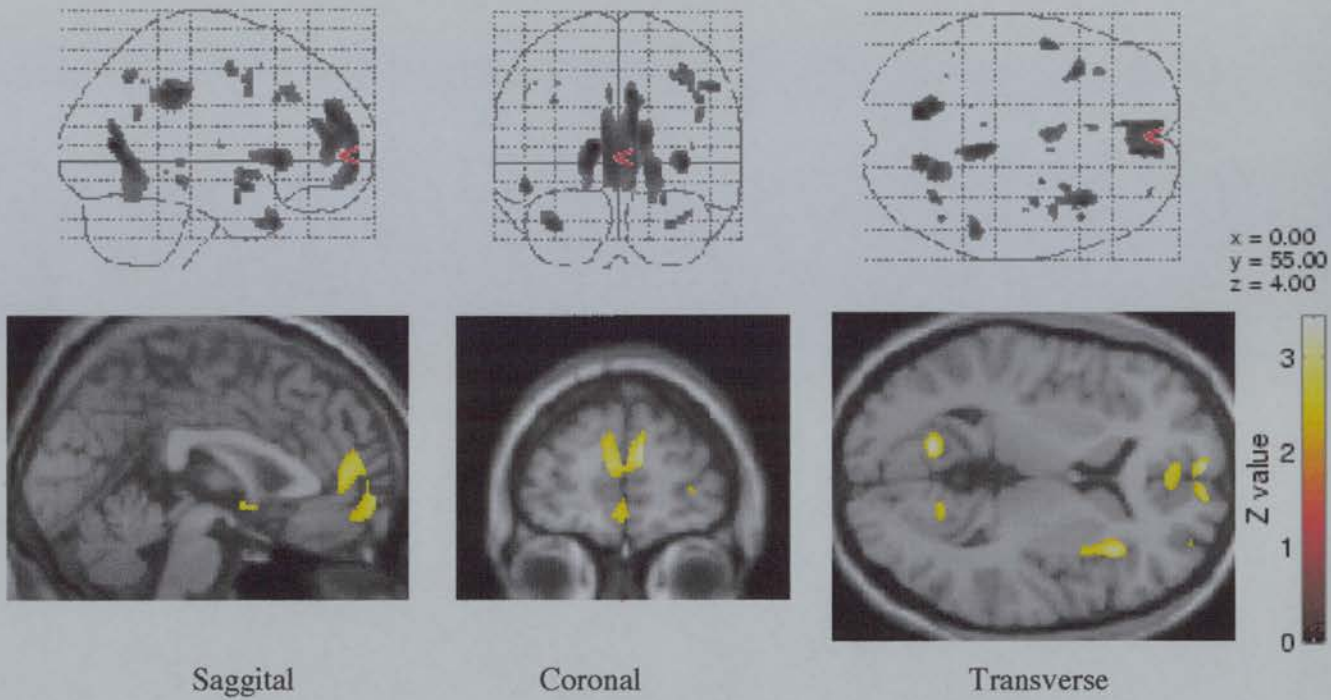 x = 0.00
y = 55.00
z = 4.00
3
2
1
0
Z value
Saggital
Coronal
Transverse